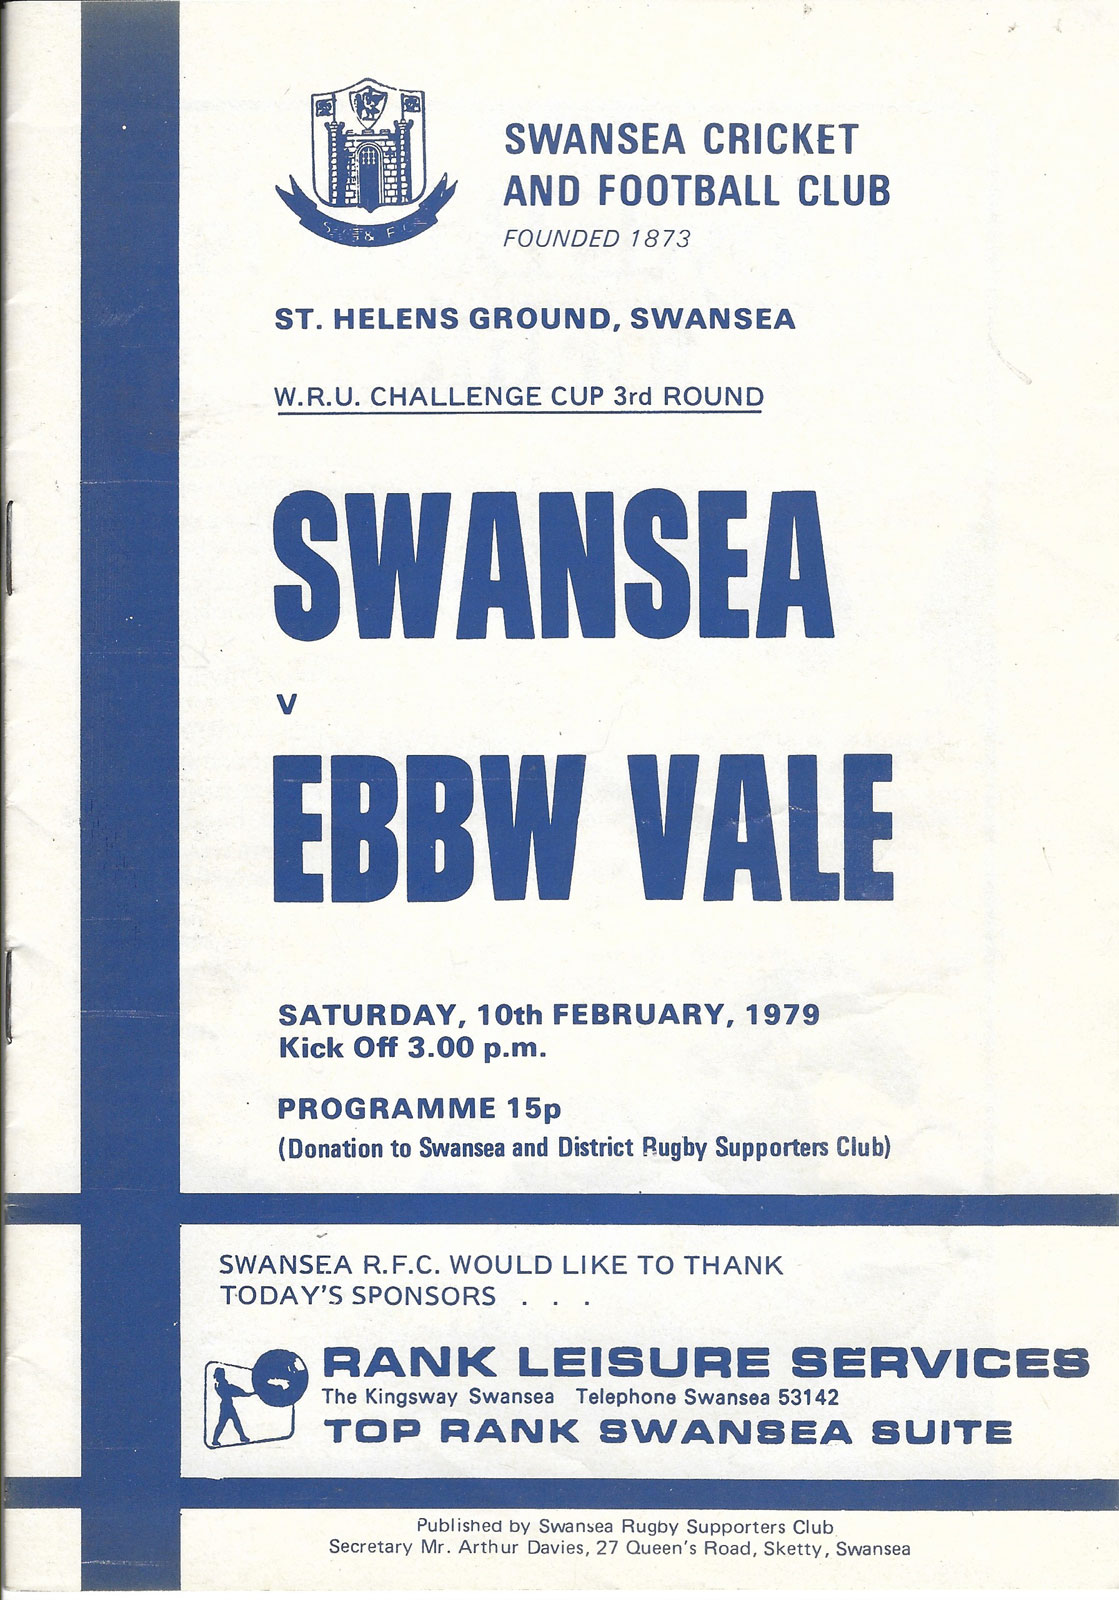 SWANSEA CRICKET
AND FOOTBALL CLUB
FOUNDED 1873
ST. HELENS GROUND, SWANSEA
W.R.U. CHALLENGE CUP 3rd ROUND
SWANSEA
v
EBBW VALE
SATURDAY, 10th FEBRUARY, 1979
Kick Off 3.00 p.m.
PROGRAMME 15p
(Donation to Swansea and District Rugby Supporters Club)
SWANSEA R.F.C. WOULD LIKE TO THANK
TODAY'S SPONSORS . . .
RANK LEISURE SERVICES
The Kingsway Swansea Telephone Swansea 53142
TOP RANK SWANSEA SUITE
Published by Swansea Rugby Supporters Club
Secretary Mr. Arthur Davies, 27 Queen's Road, Sketty, Swansea